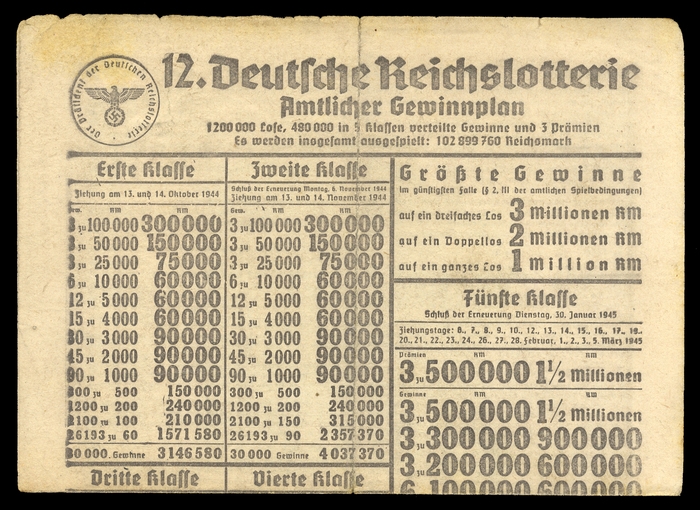 Der Präsident der Deutschen Reichslotterie
12. Deutsche Reichslotterie
Amtlicher Gewinnplan
1200000 Lose, 480000 in 5 Klassen verteilte Gewinne und 3 Prämien
Es werden insgesamt ausgespielt: 102899760 Reichsmark
Erste Klasse
Ziehung am 13. und 14. Oktober 1944
Gew. RM RM
3 zu 100000 300000
3 zu 50000 150000
3 zu 25000 75000
6 zu 10000 60000
12 zu 5000 60000
15 zu 4000 60000
30 zu 3000 90000
45 zu 2000 90000
90 zu 1000 90000
300 zu 500 150000
1200 zu 200 240000
2100 zu 100 210000
26193 zu 60 1571580
30000 Gewinne 3146580
Dritte Klasse
Zweite Klasse
Schluß der Erneuerung Montag, 6. November 1944
Ziehung am 13. und 14. November 1944
Gew. RM RM
3 zu 100000 300000
3 zu 50000 150000
3 zu 25000 75000
6 zu 10000 60000
12 zu 5000 60000
15 zu 4000 60000
30 zu 3000 90000
45 zu 2000 90000
90 zu 1000 90000
300 zu 500 150000
1200 zu 200 240000
2100 zu 150 315000
26193 zu 90 2357370
30000 Gewinne 4037370
Vierte Klasse
Größte Gewinne
im günstigsten Falle (§ 2, III der amtlichen Spielbedingungen)
auf ein dreifaches Los 3 Millionen RM
auf ein Doppellos 2 Millionen RM
auf ein ganzes Los 1 Million RM
Fünfte Klasse
Schluß der Erneuerung Dienstag, 30. Januar 1945
Ziehungstage: 6., 7., 8., 9., 10., 12., 13., 14., 15., 16., 17., 19.,
20., 21., 22., 23., 24., 26., 27., 28. Februar, 1., 2., 3., 5. März 1945
Prämien RM RM
3 zu 500000 1½ Millionen
Gewinne RM RM
3 zu 500000 1½ Millionen
3 zu 300000 900000
3 zu 200000 600000
6 100000 600000